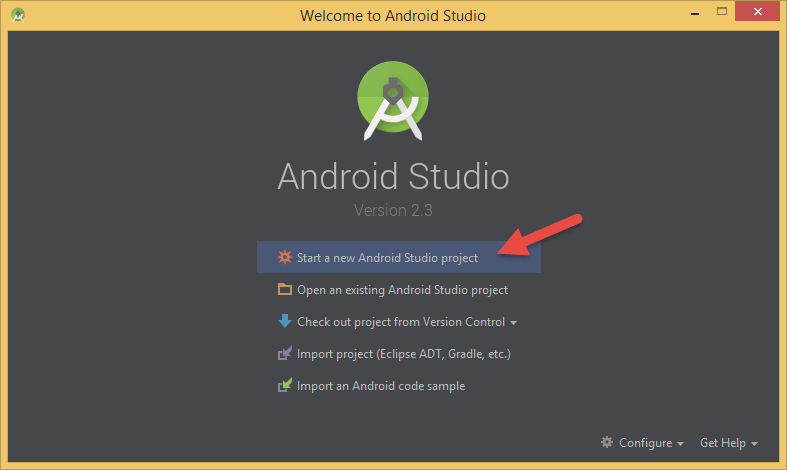 Welcome to Android Studio
Android Studio
Version 2.3
Start a new Android Studio project
Open an existing Android Studio project
Check out project from Version Control
Import project (Eclipse ADT, Gradle, etc.)
Import an Android code sample
Configure Get Help